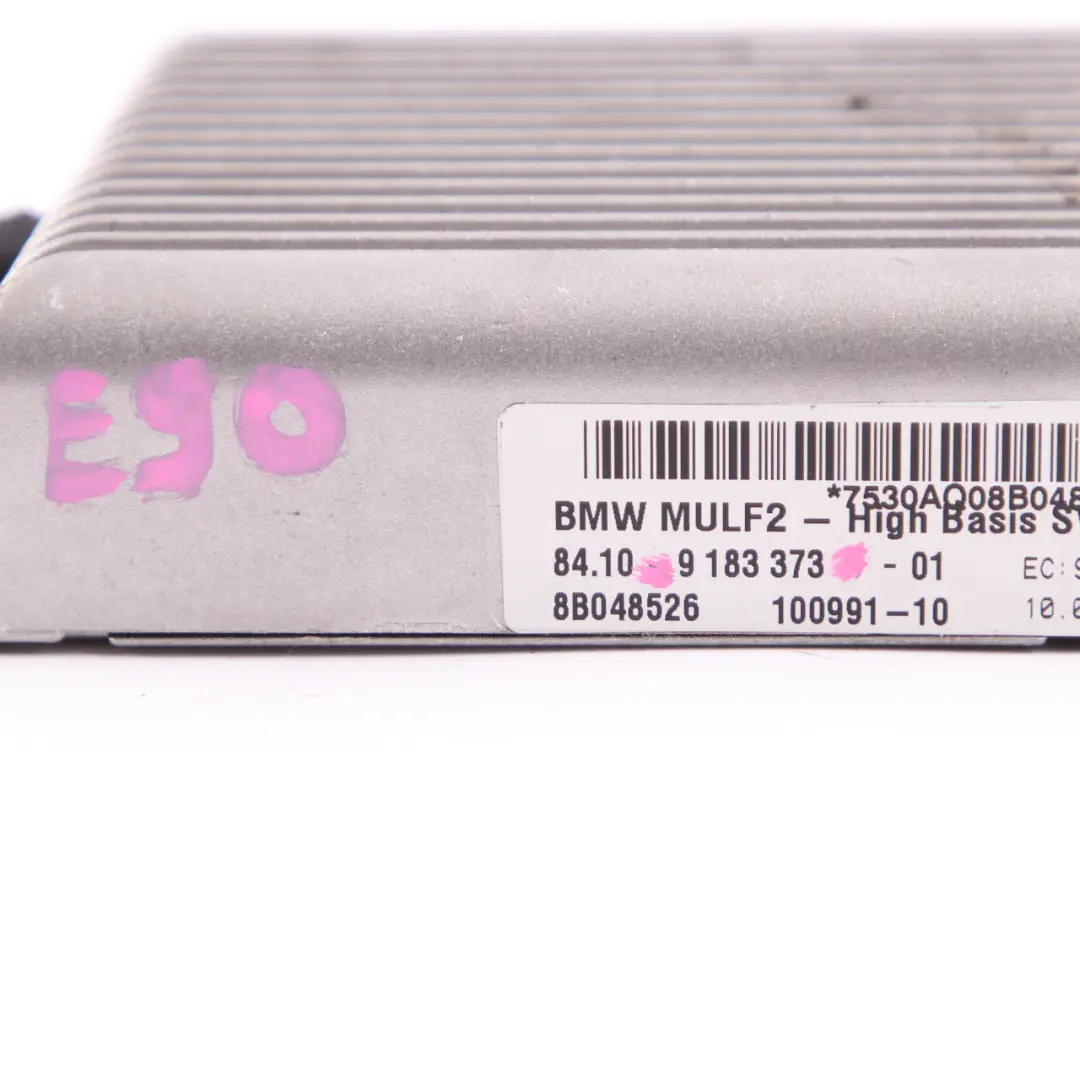 E90
*7530AQ08B048
BMW MULF2 – High Basis
84.10 - 9 183 373 - 01 EC:
8B048526 100991-10 10.0